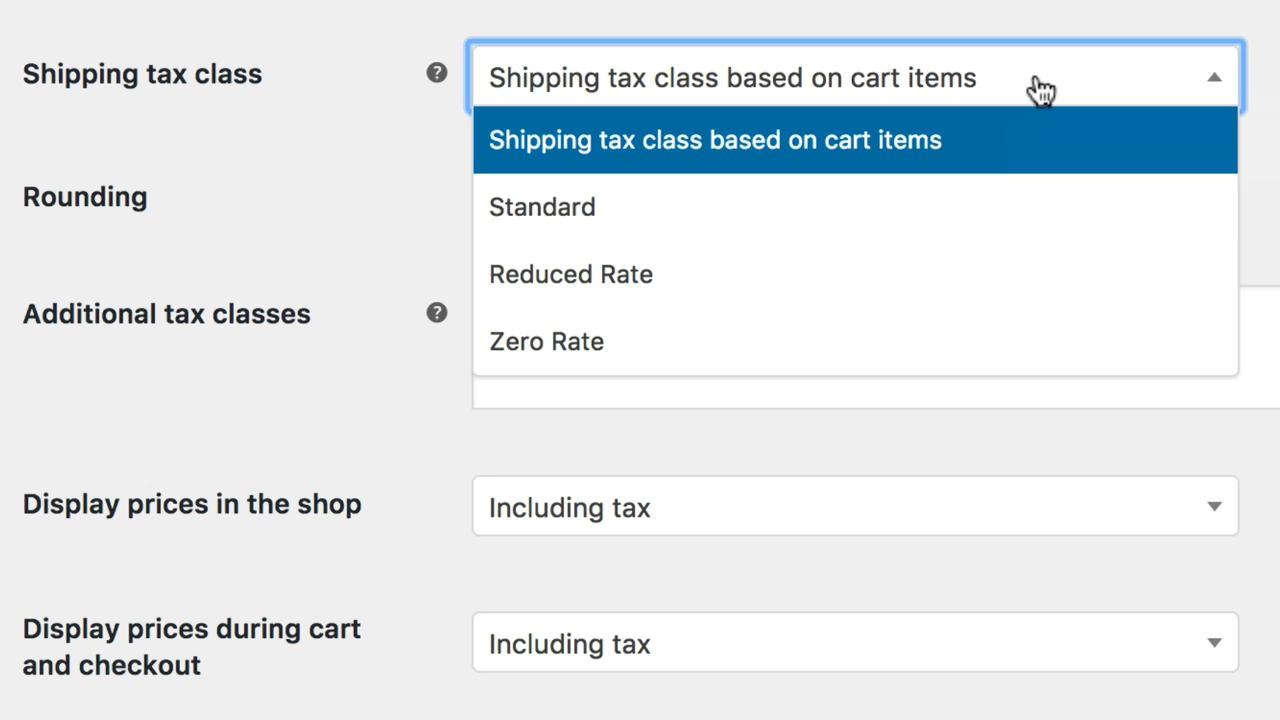 Shipping tax class
Shipping tax class based on cart items
Shipping tax class based on cart items
Standard
Reduced Rate
Zero Rate
Rounding
Additional tax classes
Display prices in the shop
Including tax
Display prices during cart
and checkout
Including tax